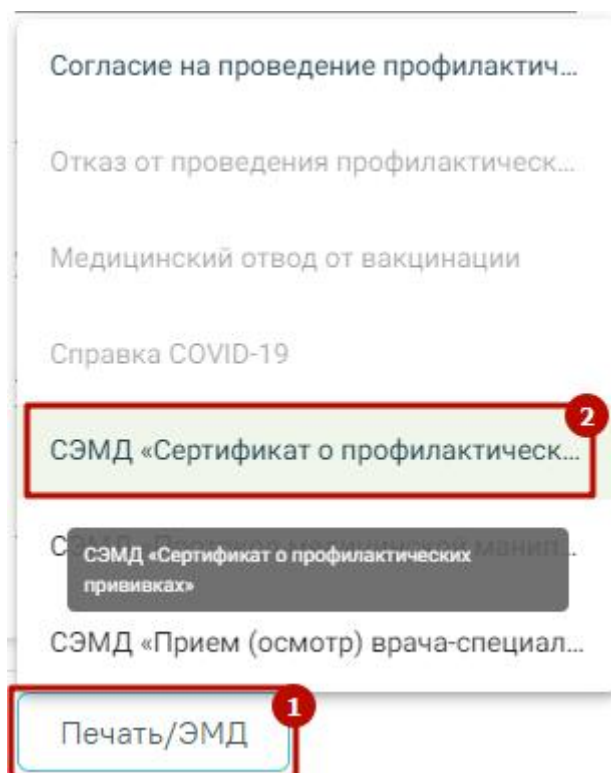 Согласие на проведение профилактич...
Отказ от проведения профилактическ...
Медицинский отвод от вакцинации
Справка COVID-19
2
СЭМД «Сертификат о профилактическ...
СЭМД «Сертификат о профилактических
прививках»
СЭМД «Прием (осмотр) врача-специал...
1
Печать/ЭМД